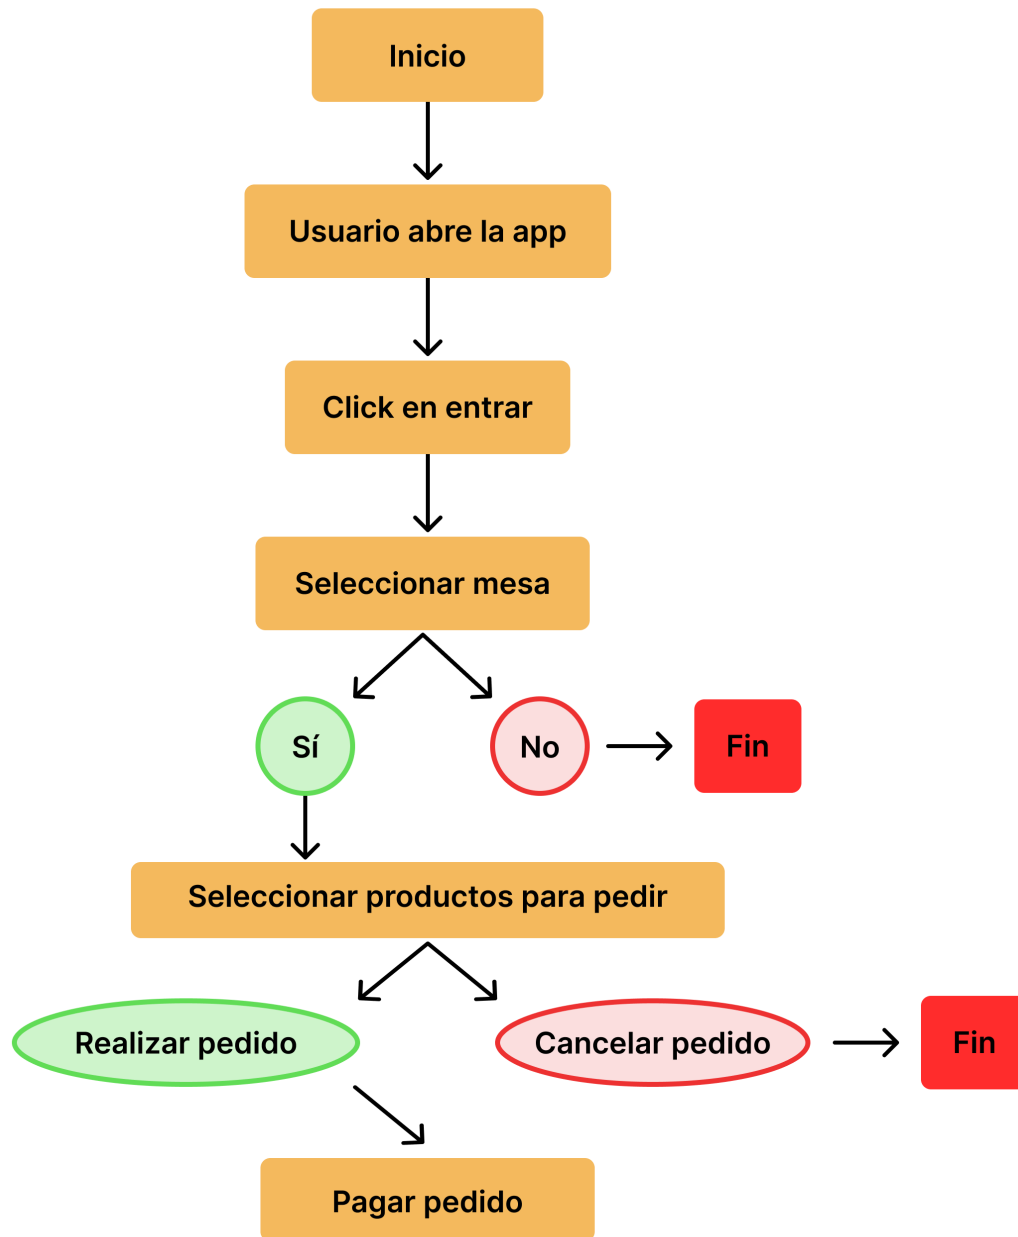 Inicio
Usuario abre la app
Click en entrar
Seleccionar mesa
Sí
No
Fin
Seleccionar productos para pedir
Realizar pedido
Cancelar pedido
Fin
Pagar pedido